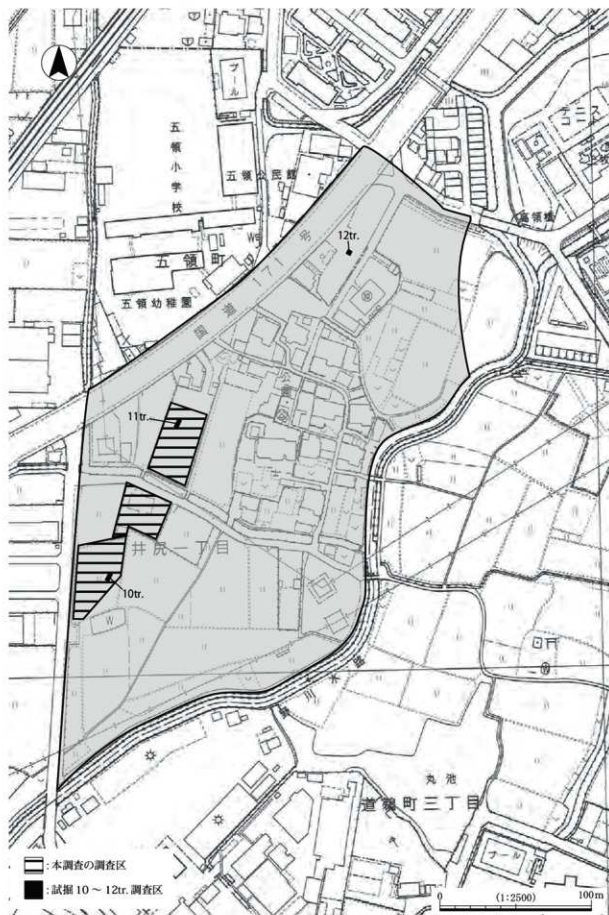 プール
五領小学校
五領公民館
五領町
五領幼稚園
国道171号
12tr.
11tr.
10tr.
井尻一丁目
W
丸池
道鵜町三丁目
プール
:本調査の調査区
:試掘 10 ～ 12tr. 調査区
0 (1:2500) 100m